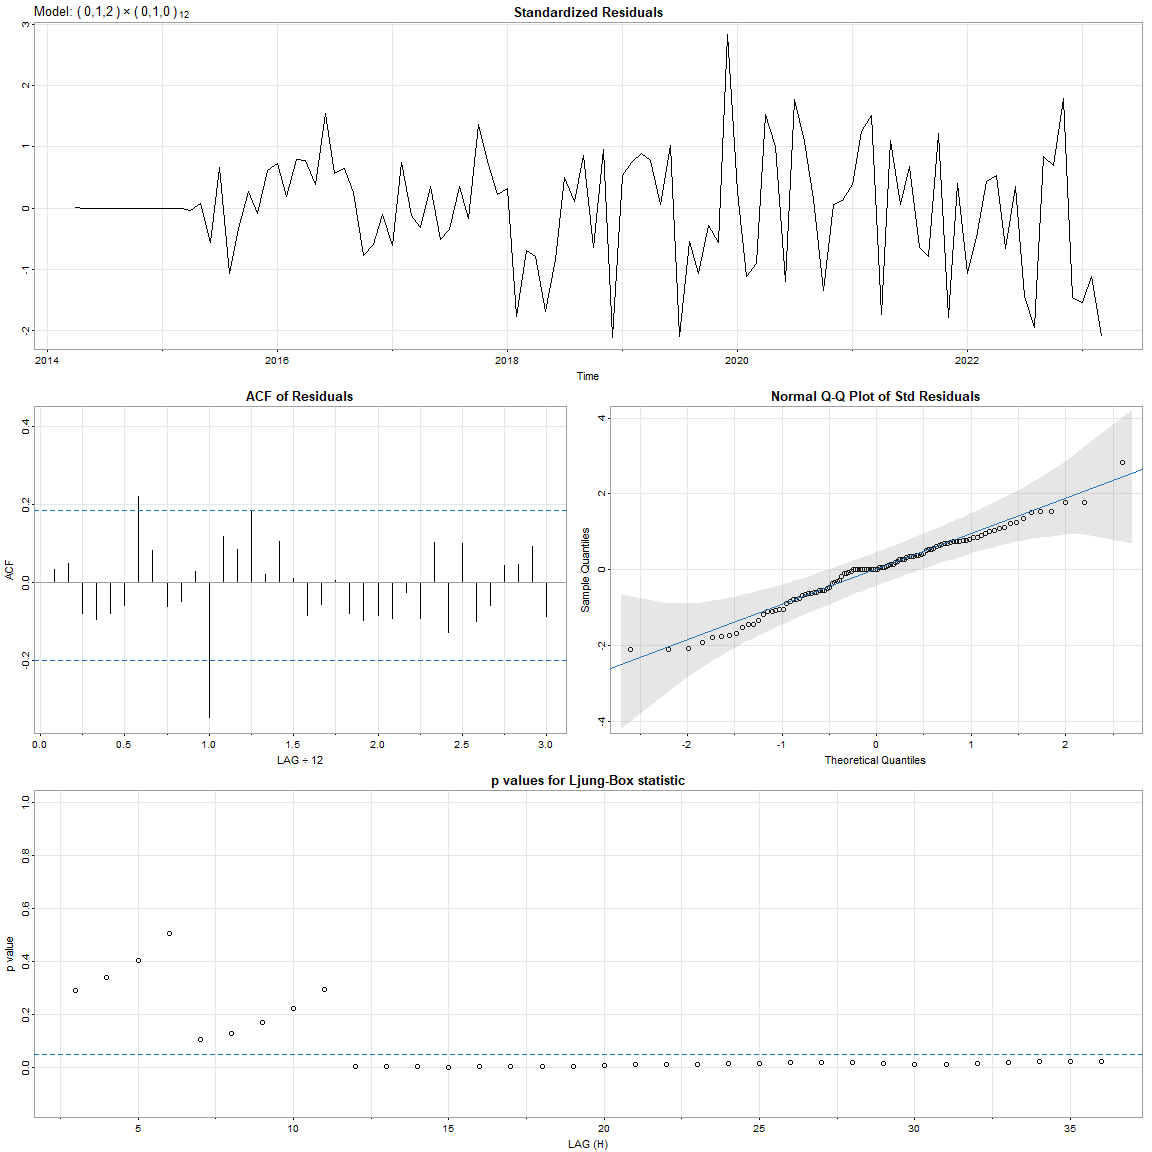 Model: ( 0,1,2 ) × ( 0,1,0 ) 12
Standardized Residuals
3
2
1
0
-1
-2
2014 2016 2018 2020 2022
Time
ACF of Residuals
ACF
0.4
0.2
0.0
-0.2
0.0 0.5 1.0 1.5 2.0 2.5 3.0
LAG ÷ 12
Normal Q-Q Plot of Std Residuals
Sample Quantiles
4
2
0
-2
-4
-2 -1 0 1 2
Theoretical Quantiles
p values for Ljung-Box statistic
p value
1.0
0.8
0.6
0.4
0.2
0.0
5 10 15 20 25 30 35
LAG (H)